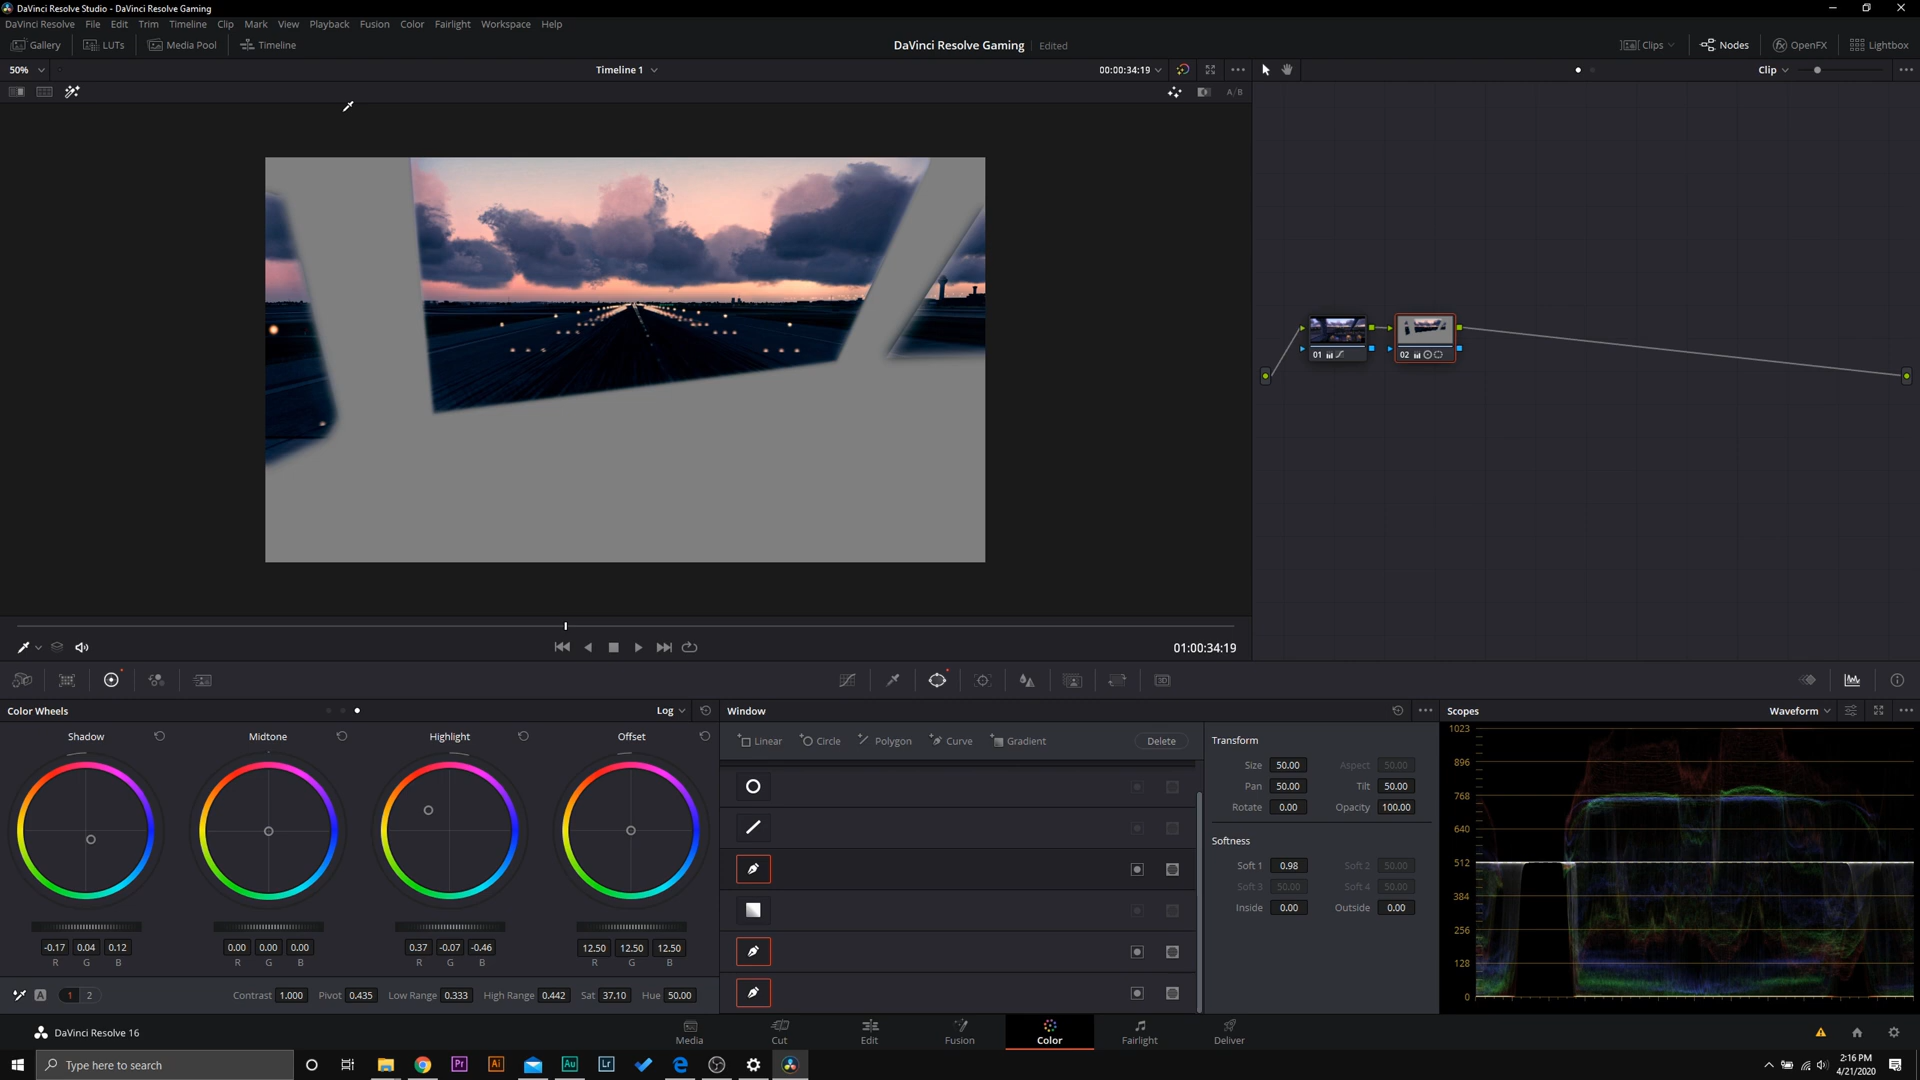 DaVinci Resolve Studio - DaVinci Resolve Gaming
DaVinci Resolve File Edit Trim Timeline Clip Mark View Playback Fusion Color Fairlight Workspace Help
Gallery LUTs Media Pool Timeline DaVinci Resolve Gaming Edited Clips Nodes OpenFX Lightbox
50% Timeline 1 00:00:34:19 Clip
A/B
01 02
01:00:34:19
Color Wheels Log Window Scopes Waveform
Shadow Midtone Highlight Offset
Linear Circle Polygon Curve Gradient Delete
Transform
Size 50.00 Aspect 50.00
Pan 50.00 Tilt 50.00
Rotate 0.00 Opacity 100.00
Softness
Soft 1 0.98 Soft 2 50.00
Soft 3 50.00 Soft 4 50.00
Inside 0.00 Outside 0.00
1023
896
768
640
512
384
256
128
0
-0.17 0.04 0.12 0.00 0.00 0.00 0.37 -0.07 -0.46 12.50 12.50 12.50
R G B R G B R G B R G B
A 1 2 Contrast 1.000 Pivot 0.435 Low Range 0.333 High Range 0.442 Sat 37.10 Hue 50.00
DaVinci Resolve 16 Media Cut Edit Fusion Color Fairlight Deliver
Type here to search Pr Ai Au Lr 2:16 PM
4/21/2020